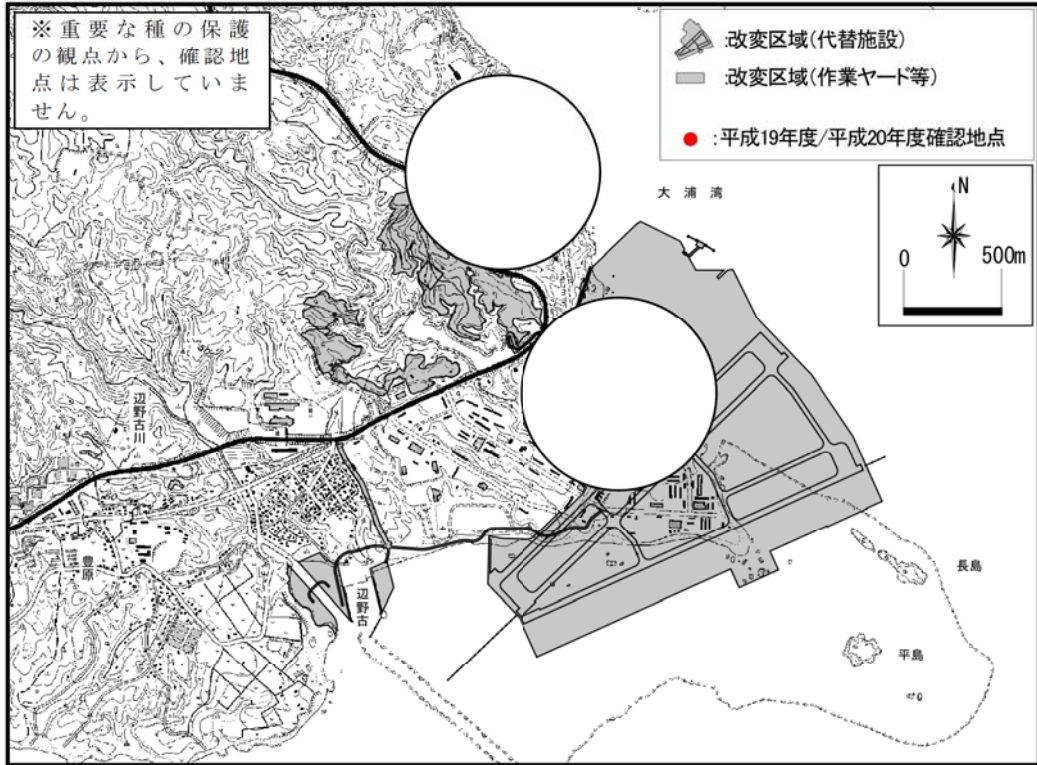 ※重要な種の保護
の観点から、確認地
点は表示していま
せん。
:改変区域(代替施設)
:改変区域(作業ヤード等)
:平成19年度/平成20年度確認地点
大浦湾
N
0 500m
辺野古川
豊原
辺野古
長島
平島